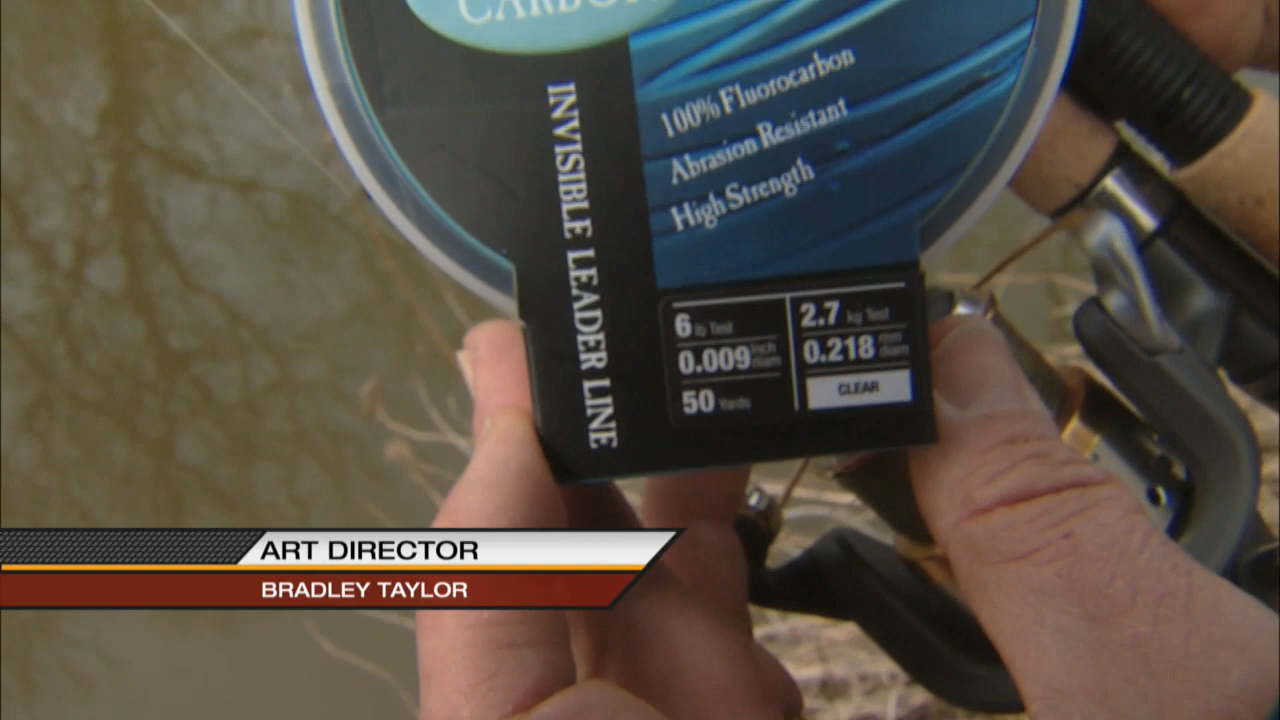 100% Fluorocarbon
Abrasion Resistant
High Strength
INVISIBLE LEADER LINE
6 lb Test
0.009 inch diam
50 Yards
2.7 kg Test
0.218 mm diam
CLEAR
ART DIRECTOR
BRADLEY TAYLOR